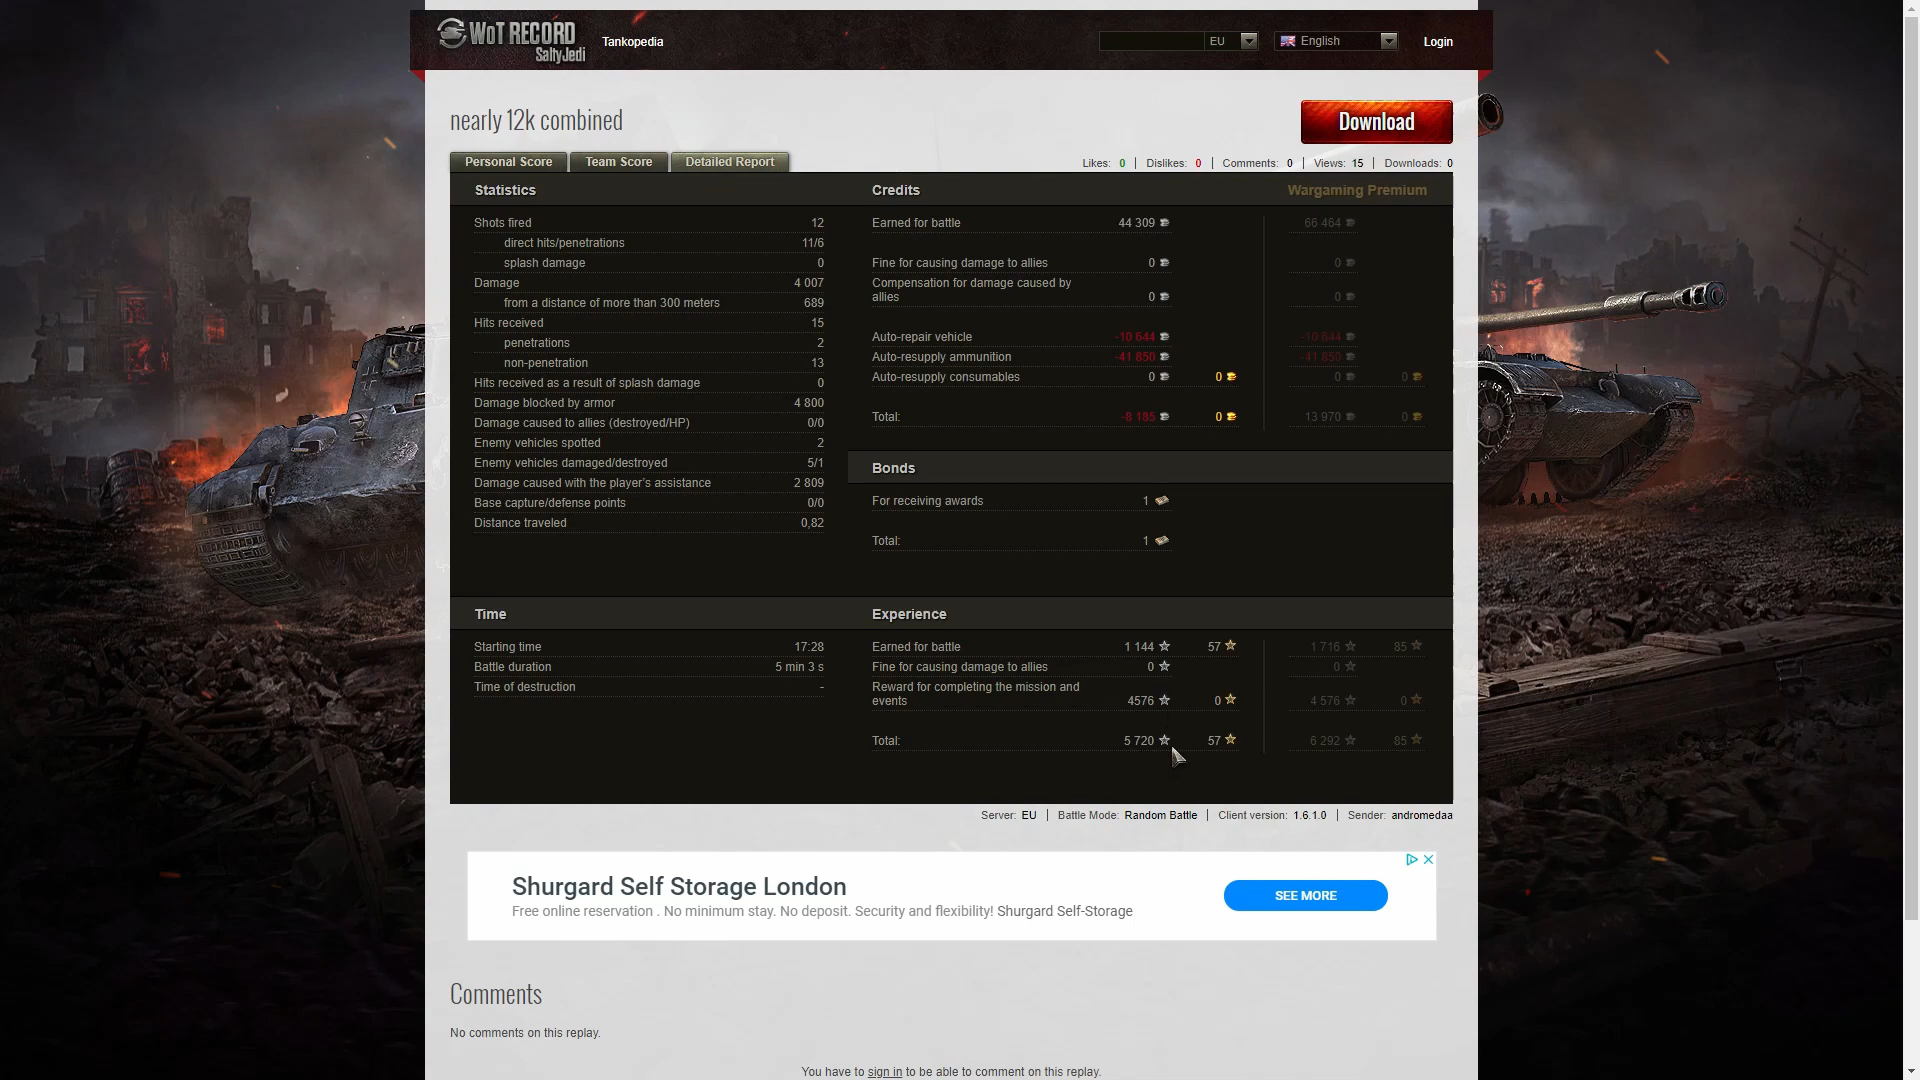 WoT RECORD
SaltyJedi
Tankopedia
EU
English
Login
nearly 12k combined
Download
Personal Score
Team Score
Detailed Report
Likes: 0 | Dislikes: 0 | Comments: 0 | Views: 15 | Downloads: 0
Statistics
Shots fired 12
direct hits/penetrations 11/6
splash damage 0
Damage 4 007
from a distance of more than 300 meters 689
Hits received 15
penetrations 2
non-penetration 13
Hits received as a result of splash damage 0
Damage blocked by armor 4 800
Damage caused to allies (destroyed/HP) 0/0
Enemy vehicles spotted 2
Enemy vehicles damaged/destroyed 5/1
Damage caused with the player's assistance 2 809
Base capture/defense points 0/0
Distance traveled 0,82
Credits Wargaming Premium
Earned for battle 44 309 66 464
Fine for causing damage to allies 0 0
Compensation for damage caused by
allies 0 0
Auto-repair vehicle -10 644 -10 644
Auto-resupply ammunition -41 850 -41 850
Auto-resupply consumables 0 0 0 0
Total: -8 185 0 13 970 0
Bonds
For receiving awards 1
Total: 1
Time
Starting time 17:28
Battle duration 5 min 3 s
Time of destruction -
Experience
Earned for battle 1 144 57 1 716 85
Fine for causing damage to allies 0 0
Reward for completing the mission and
events 4576 0 4 576 0
Total: 5 720 57 6 292 85
Server: EU | Battle Mode: Random Battle | Client version: 1.6.1.0 | Sender: andromedaa
Shurgard Self Storage London
Free online reservation . No minimum stay. No deposit. Security and flexibility! Shurgard Self-Storage
SEE MORE
Comments
No comments on this replay.
You have to sign in to be able to comment on this replay.